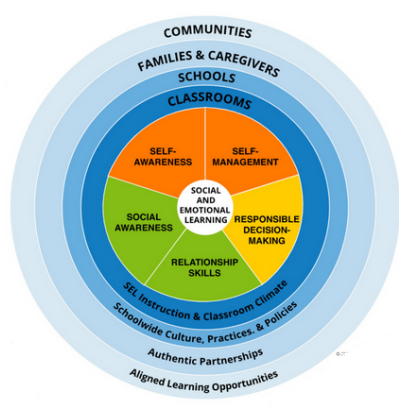 COMMUNITIES
FAMILIES & CAREGIVERS
SCHOOLS
CLASSROOMS
SELF-
AWARENESS
SELF-
MANAGEMENT
SOCIAL
AND
EMOTIONAL
LEARNING
SOCIAL
AWARENESS
RESPONSIBLE
DECISION-
MAKING
RELATIONSHIP
SKILLS
SEL Instruction & Classroom Climate
Schoolwide Culture, Practices, & Policies
Authentic Partnerships
Aligned Learning Opportunities